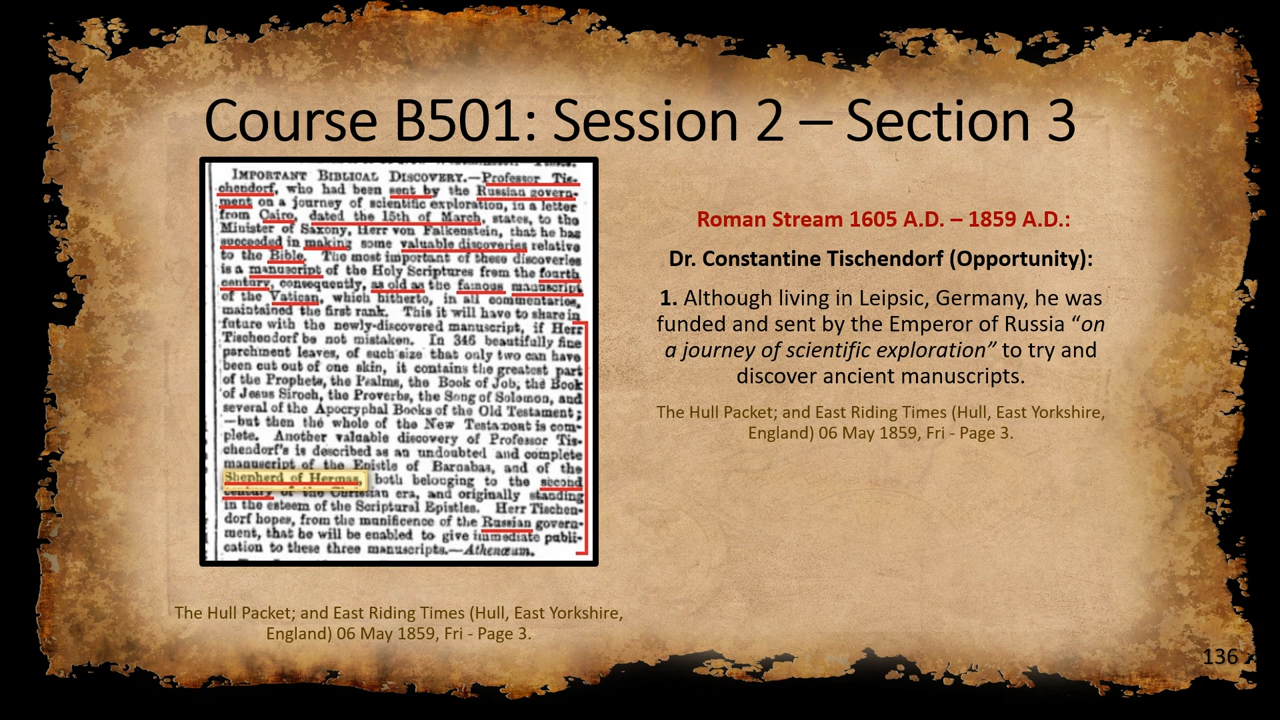 Course B501: Session 2 – Section 3
IMPORTANT BIBLICAL DISCOVERY.—Professor Tis-
chendorf, who had been sent by the Russian govern-
ment on a journey of scientific exploration, in a letter
from Cairo, dated the 15th of March, states, to the
Minister of Saxony, Herr von Falkenstein, that he has
succeeded in making some valuable discoveries relative
to the Bible. The most important of these discoveries
is a manuscript of the Holy Scriptures from the fourth
century, consequently, as old as the famous manuscript
of the Vatican, which hitherto, in all commentaries,
maintained the first rank. This it will have to share in
future with the newly-discovered manuscript, if Herr
Tischendorf be not mistaken. In 346 beautifully fine
parchment leaves, of such size that only two can have
been cut out of one skin, it contains the greatest part
of the Prophets, the Psalms, the Book of Job, the Book
of Jesus Siroch, the Proverbs, the Song of Solomon, and
several of the Apocryphal Books of the Old Testament;
—but then the whole of the New Testament is com-
plete. Another valuable discovery of Professor Tis-
chendorf's is described as an undoubted and complete
manuscript of the Epistle of Barnabas, and of the
Shepherd of Hermas, both belonging to the second
century of the Christian era, and originally standing
in the esteem of the Scriptural Epistles. Herr Tischen-
dorf hopes, from the munificence of the Russian govern-
ment, that he will be enabled to give immediate publi-
cation to these three manuscripts.—Athenæum.
The Hull Packet; and East Riding Times (Hull, East Yorkshire,
England) 06 May 1859, Fri - Page 3.
Roman Stream 1605 A.D. – 1859 A.D.:
Dr. Constantine Tischendorf (Opportunity):
1. Although living in Leipsic, Germany, he was
funded and sent by the Emperor of Russia “on
a journey of scientific exploration” to try and
discover ancient manuscripts.
The Hull Packet; and East Riding Times (Hull, East Yorkshire,
England) 06 May 1859, Fri - Page 3.
136